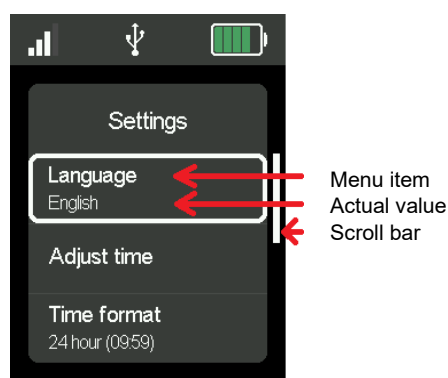 Settings
Language
English
Adjust time
Time format
24 hour (09:59)
Menu item
Actual value
Scroll bar